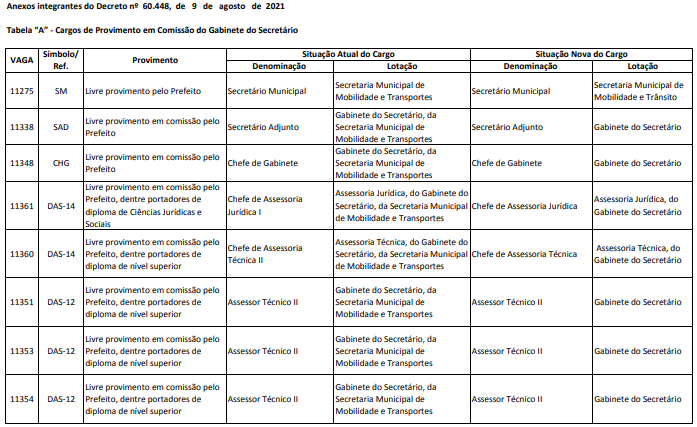 Anexos integrantes do Decreto nº 60.448, de 9 de agosto de 2021
Tabela “A” - Cargos de Provimento em Comissão do Gabinete do Secretário
VAGA
Símbolo/
Ref.
Provimento
Situação Atual do Cargo
Situação Nova do Cargo
Denominação
Lotação
Denominação
Lotação
11275
SM
Livre provimento pelo Prefeito
Secretário Municipal
Secretaria Municipal de
Mobilidade e Transportes
Secretário Municipal
Secretaria Municipal de
Mobilidade e Trânsito
11338
SAD
Livre provimento em comissão pelo
Prefeito
Secretário Adjunto
Gabinete do Secretário, da
Secretaria Municipal de
Mobilidade e Transportes
Secretário Adjunto
Gabinete do Secretário
11348
CHG
Livre provimento em comissão pelo
Prefeito
Chefe de Gabinete
Gabinete do Secretário, da
Secretaria Municipal de
Mobilidade e Transportes
Chefe de Gabinete
Gabinete do Secretário
11361
DAS-14
Livre provimento em comissão pelo
Prefeito, dentre portadores de
diploma de Ciências Jurídicas e
Sociais
Chefe de Assessoria
Jurídica I
Assessoria Jurídica, do Gabinete do
Secretário, da Secretaria Municipal
de Mobilidade e Transportes
Chefe de Assessoria Jurídica
Assessoria Jurídica, do
Gabinete do Secretário
11360
DAS-14
Livre provimento em comissão pelo
Prefeito, dentre portadores de
diploma de nível superior
Chefe de Assessoria
Técnica II
Assessoria Técnica, do Gabinete do
Secretário, da Secretaria Municipal
de Mobilidade e Transportes
Chefe de Assessoria Técnica
Assessoria Técnica, do
Gabinete do Secretário
11351
DAS-12
Livre provimento em comissão pelo
Prefeito, dentre portadores de
diploma de nível superior
Assessor Técnico II
Gabinete do Secretário, da
Secretaria Municipal de
Mobilidade e Transportes
Assessor Técnico II
Gabinete do Secretário
11353
DAS-12
Livre provimento em comissão pelo
Prefeito, dentre portadores de
diploma de nível superior
Assessor Técnico II
Gabinete do Secretário, da
Secretaria Municipal de
Mobilidade e Transportes
Assessor Técnico II
Gabinete do Secretário
11354
DAS-12
Livre provimento em comissão pelo
Prefeito, dentre portadores de
diploma de nível superior
Assessor Técnico II
Gabinete do Secretário, da
Secretaria Municipal de
Mobilidade e Transportes
Assessor Técnico II
Gabinete do Secretário